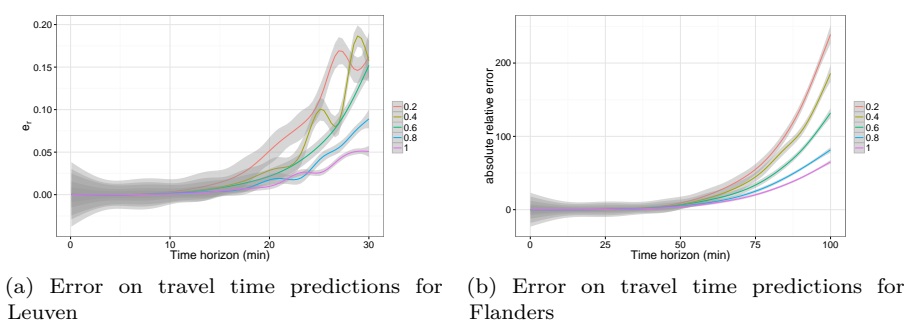 0.20
0.15
0.10
0.05
0.00
e_r
0 10 20 30
Time horizon (min)
0.2
0.4
0.6
0.8
1
200
100
0
absolute relative error
0 25 50 75 100
Time horizon (min)
0.2
0.4
0.6
0.8
1
(a) Error on travel time predictions for
Leuven
(b) Error on travel time predictions for
Flanders